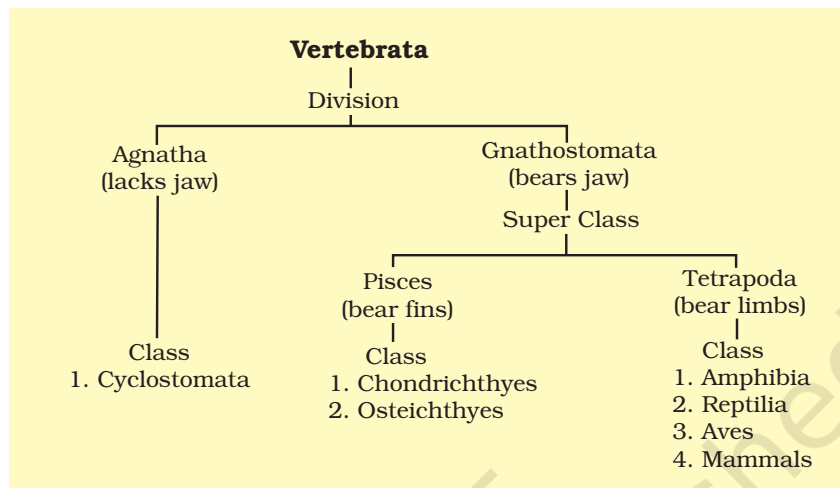 Vertebrata
Division
Agnatha
(lacks jaw)
Gnathostomata
(bears jaw)
Super Class
Pisces
(bear fins)
Tetrapoda
(bear limbs)
Class
1. Cyclostomata
Class
1. Chondrichthyes
2. Osteichthyes
Class
1. Amphibia
2. Reptilia
3. Aves
4. Mammals